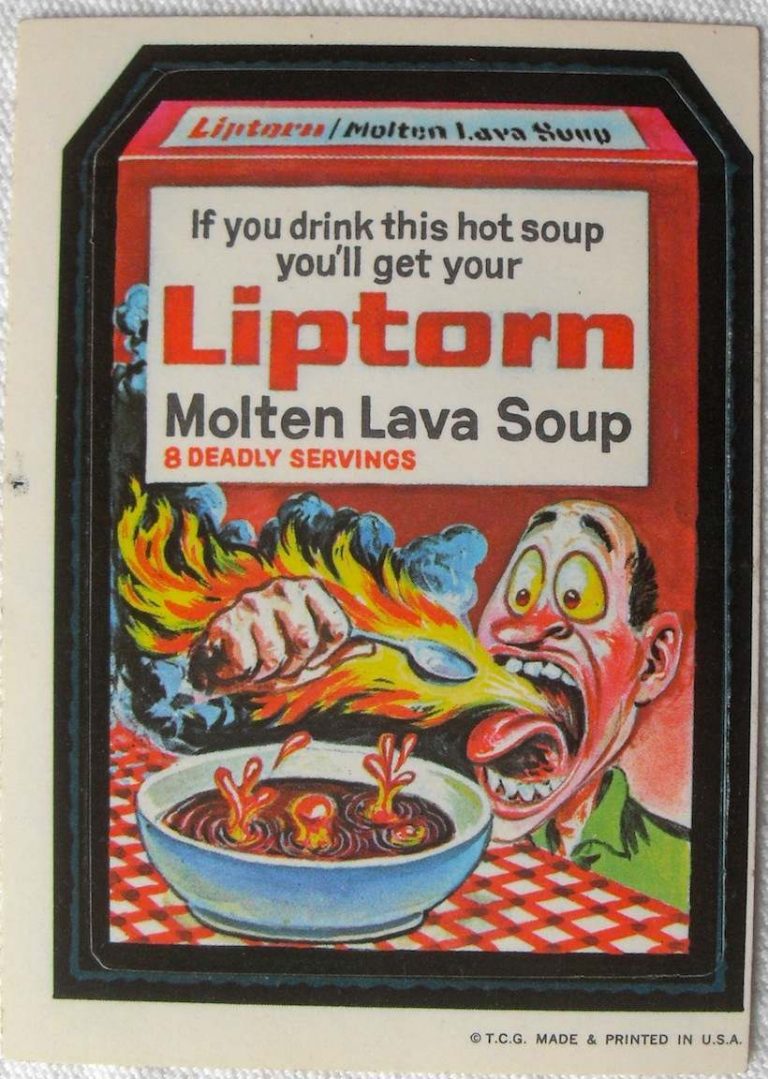 Liptorn / Molten Lava Soup
If you drink this hot soup
you'll get your
Liptorn
Molten Lava Soup
8 DEADLY SERVINGS
© T.C.G. MADE & PRINTED IN U.S.A.